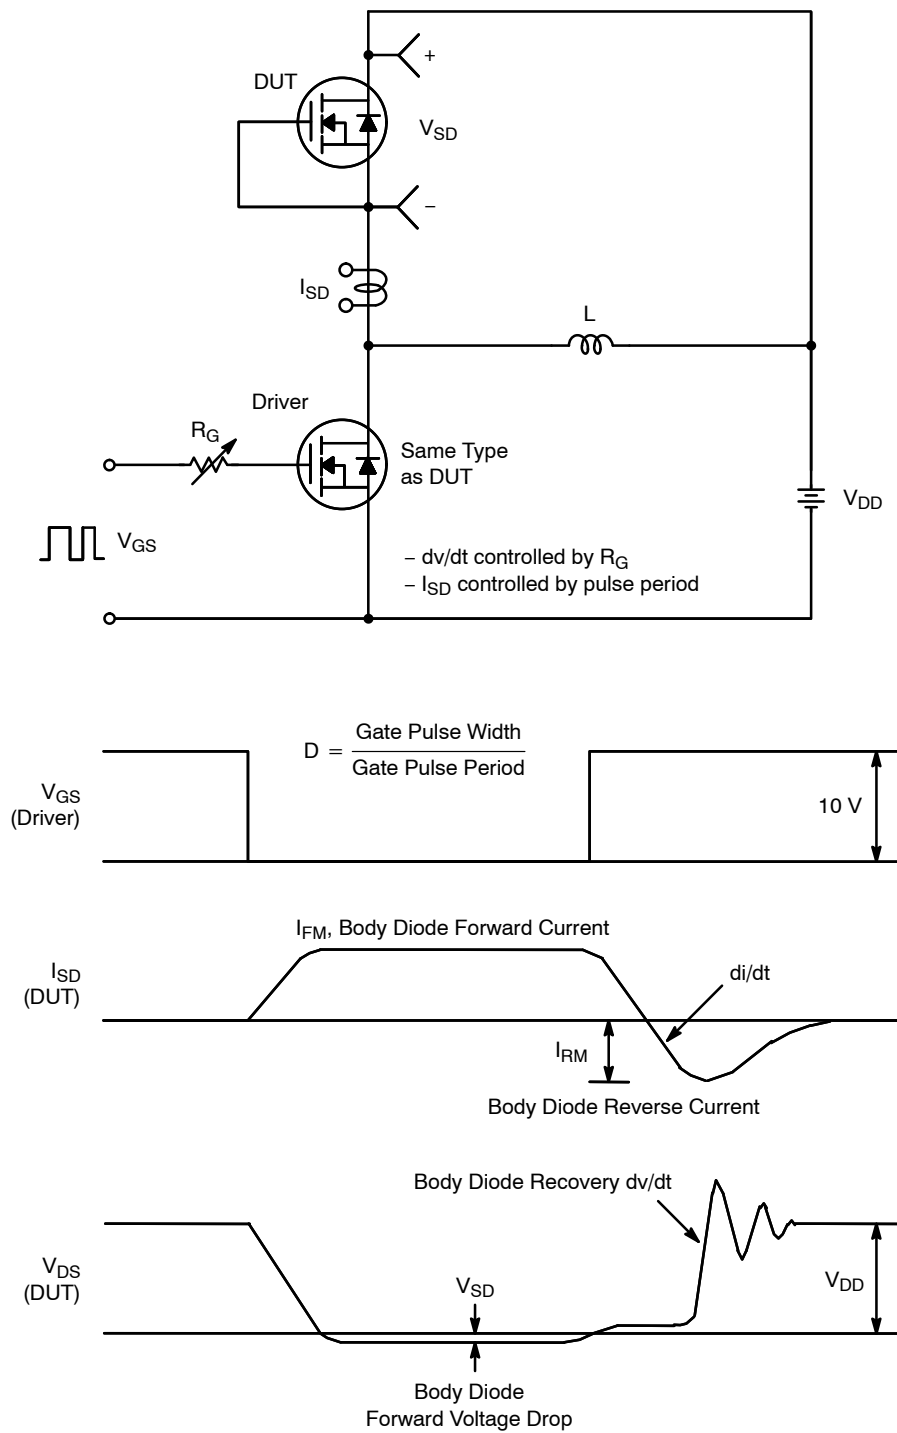 +
DUT
V_SD
−
I_SD
L
Driver
R_G
Same Type
as DUT
V_DD
V_GS
– dv/dt controlled by R_G
– I_SD controlled by pulse period
D = Gate Pulse Width
Gate Pulse Period
V_GS
(Driver)
10 V
I_FM, Body Diode Forward Current
I_SD
(DUT)
di/dt
I_RM
Body Diode Reverse Current
Body Diode Recovery dv/dt
V_DS
(DUT)
V_SD
V_DD
Body Diode
Forward Voltage Drop